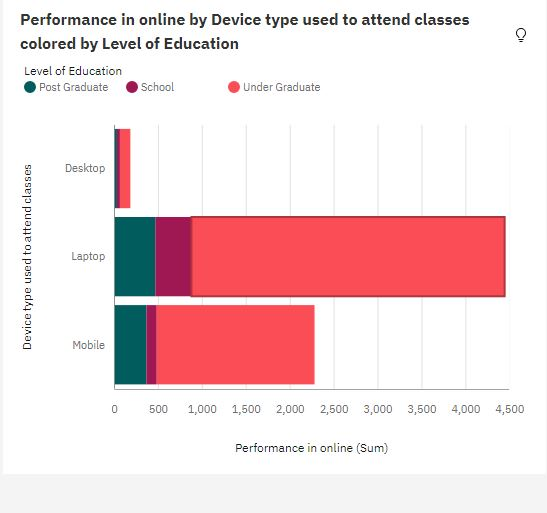 Performance in online by Device type used to attend classes
colored by Level of Education
Level of Education
Post Graduate School Under Graduate
Device type used to attend classes
Desktop
Laptop
Mobile
0 500 1,000 1,500 2,000 2,500 3,000 3,500 4,000 4,500
Performance in online (Sum)